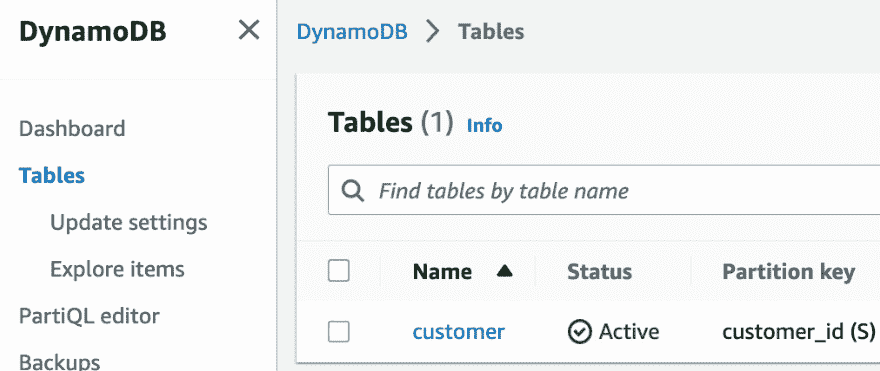 DynamoDB
Dashboard
Tables
Update settings
Explore items
PartiQL editor
Backups
DynamoDB > Tables
Tables (1) Info
Find tables by table name
Name ▲ Status Partition key
customer Active customer_id (S)